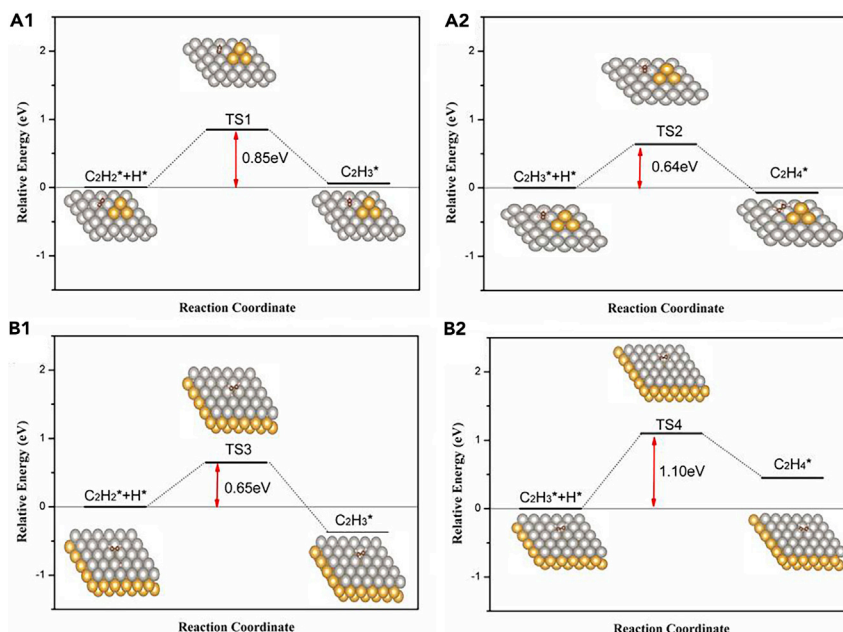 A1
2
1
0
-1
Relative Energy (eV)
TS1
0.85eV
C₂H₂*+H*
C₂H₃*
Reaction Coordinate
A2
2
1
0
-1
Relative Energy (eV)
TS2
0.64eV
C₂H₃*+H*
C₂H₄*
Reaction Coordinate
B1
2
1
0
-1
Relative Energy (eV)
TS3
0.65eV
C₂H₂*+H*
C₂H₃*
Reaction Coordinate
B2
2
1
0
-1
Relative Energy (eV)
TS4
1.10eV
C₂H₃*+H*
C₂H₄*
Reaction Coordinate